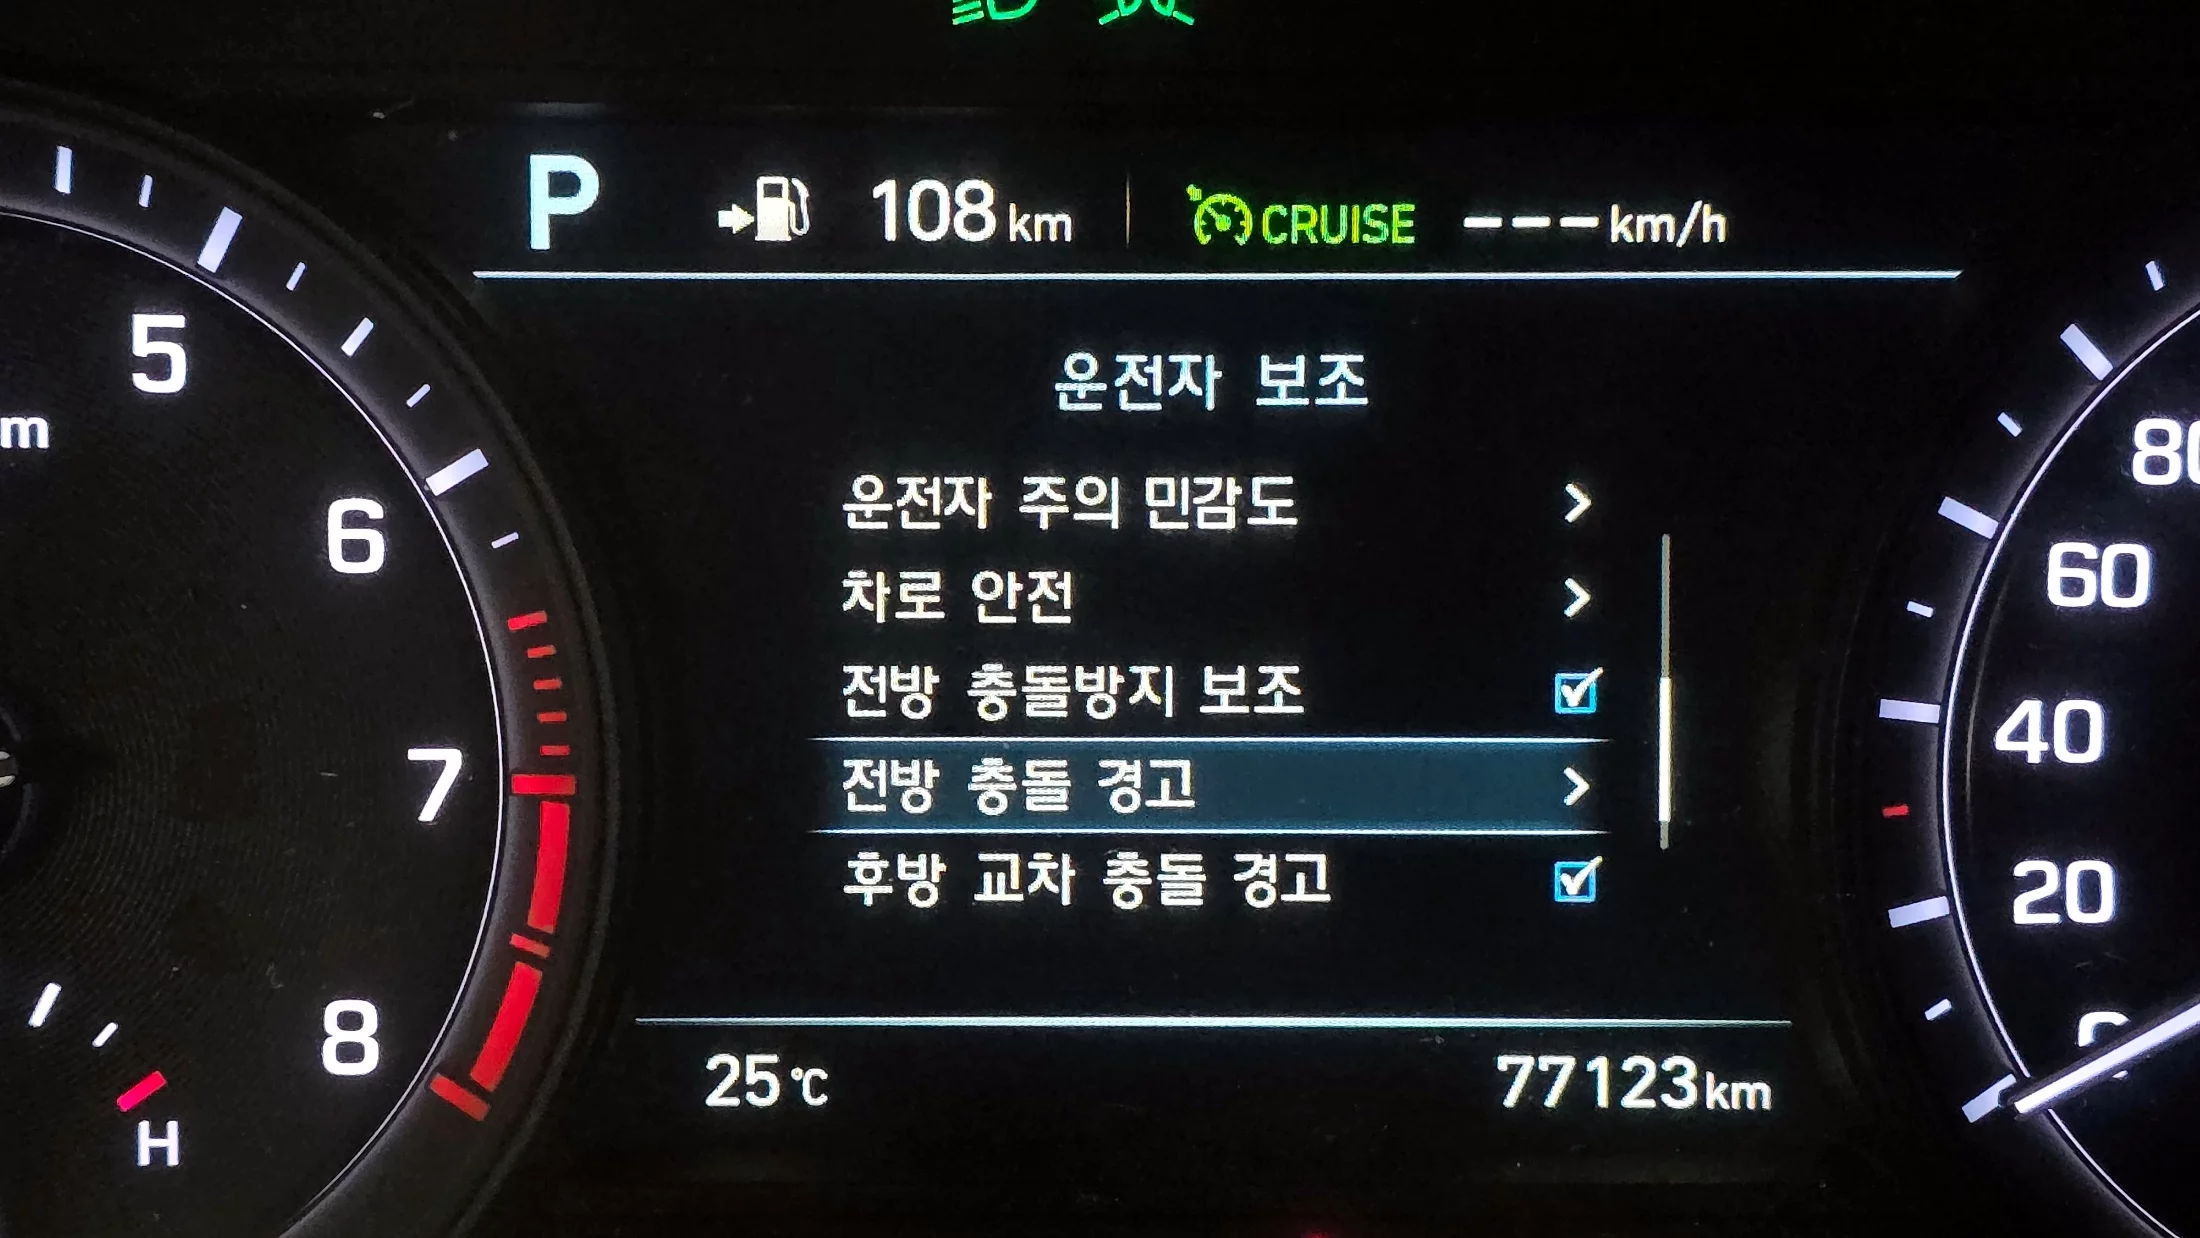 P 108 km CRUISE ---km/h
운전자 보조
운전자 주의 민감도
차로 안전
전방 충돌방지 보조
전방 충돌 경고
후방 교차 충돌 경고
25℃ 77123km
5
6
7
8
H
80
60
40
20